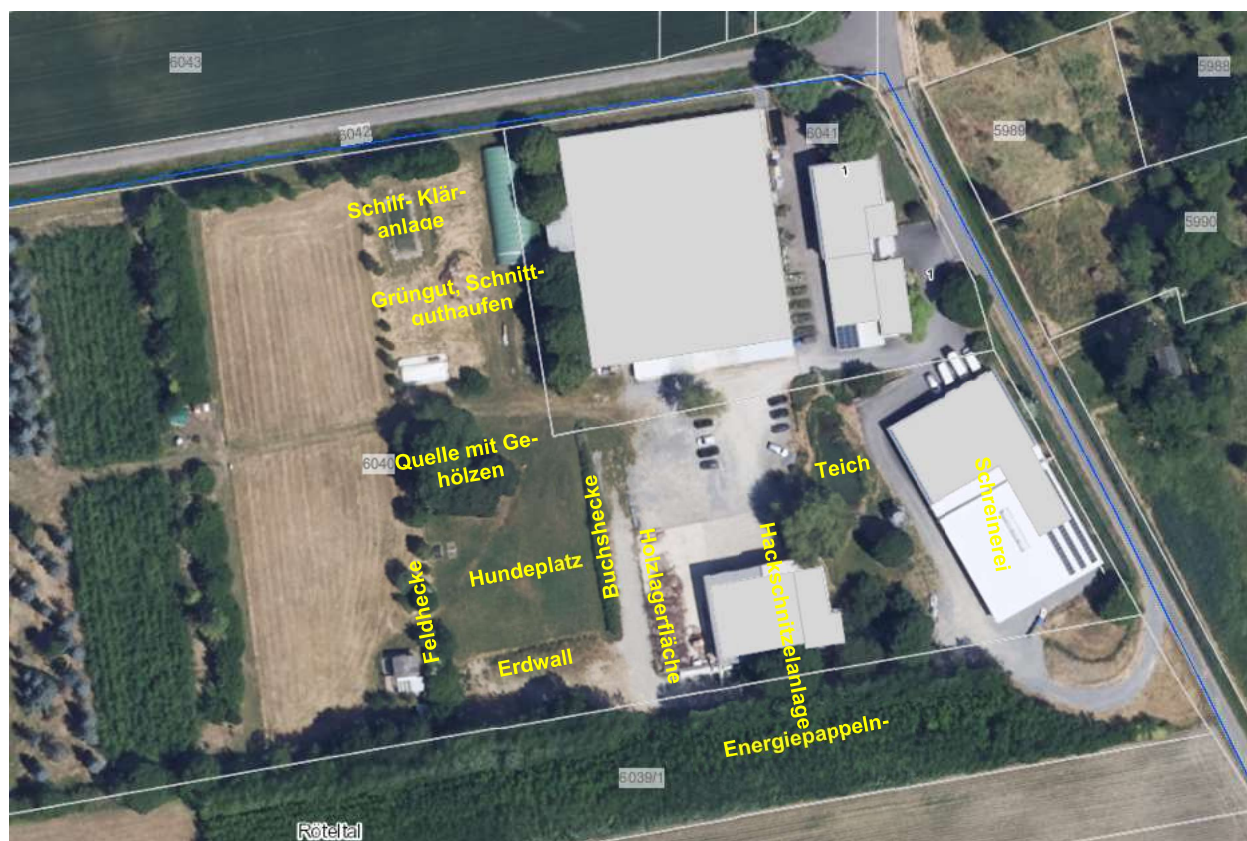 6043
5988
6042
6041
5989
1
Schilf- Klär-
anlage
5990
1
Grüngut, Schnitt-
guthaufen
6040
Quelle mit Ge-
hölzen
Teich
Schreinerei
Buchshecke
Holzlagerfläche
Hackschnitzelanlage
Hundeplatz
Feldhecke
Erdwall
Energiepappeln-
6039/1
Röteltal